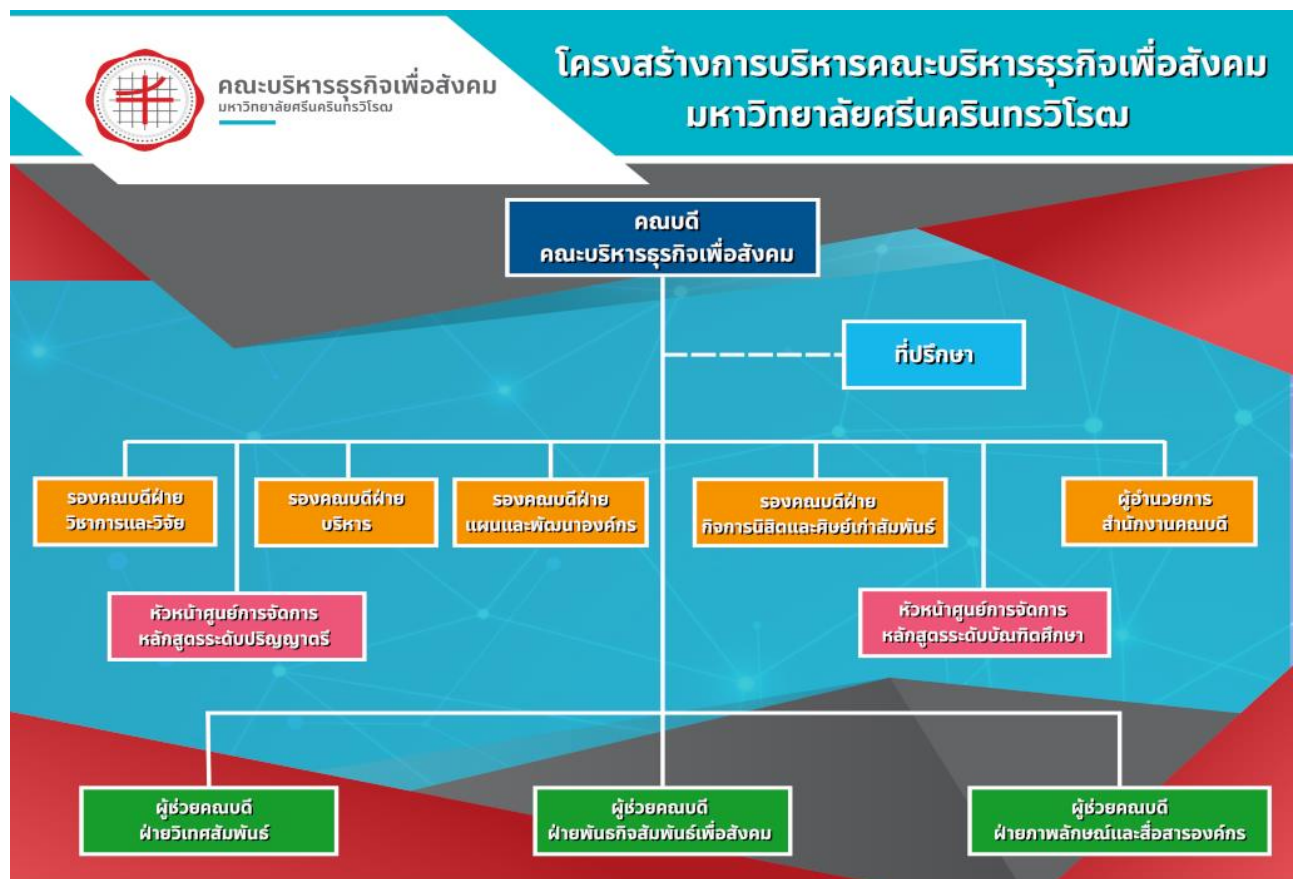 คณะบริหารธุรกิจเพื่อสังคม
มหาวิทยาลัยศรีนครินทรวิโรฒ
โครงสร้างการบริหารคณะบริหารธุรกิจเพื่อสังคม
มหาวิทยาลัยศรีนครินทรวิโรฒ
คณบดี
คณะบริหารธุรกิจเพื่อสังคม
ที่ปรึกษา
รองคณบดีฝ่าย
วิชาการและวิจัย
รองคณบดีฝ่าย
บริหาร
รองคณบดีฝ่าย
แผนและพัฒนาองค์กร
รองคณบดีฝ่าย
กิจการนิสิตและศิษย์เก่าสัมพันธ์
ผู้อำนวยการ
สำนักงานคณบดี
หัวหน้าศูนย์การจัดการ
หลักสูตรระดับปริญญาตรี
หัวหน้าศูนย์การจัดการ
หลักสูตรระดับบัณฑิตศึกษา
ผู้ช่วยคณบดี
ฝ่ายวิเทศสัมพันธ์
ผู้ช่วยคณบดี
ฝ่ายพันธกิจสัมพันธ์เพื่อสังคม
ผู้ช่วยคณบดี
ฝ่ายภาพลักษณ์และสื่อสารองค์กร